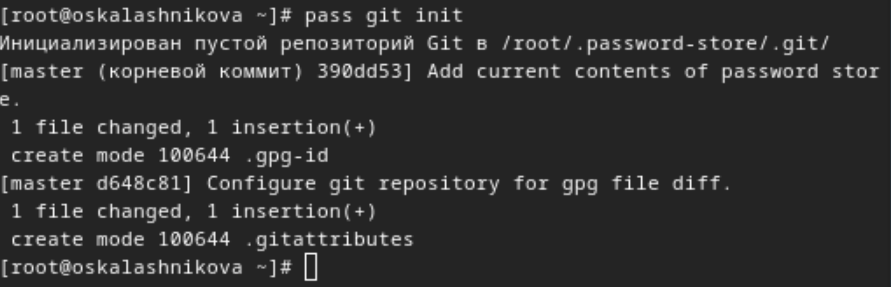 [root@oskalashnikova ~]# pass git init
Инициализирован пустой репозиторий Git в /root/.password-store/.git/
[master (корневой коммит) 390dd53] Add current contents of password stor
e.
 1 file changed, 1 insertion(+)
 create mode 100644 .gpg-id
[master d648c81] Configure git repository for gpg file diff.
 1 file changed, 1 insertion(+)
 create mode 100644 .gitattributes
[root@oskalashnikova ~]#